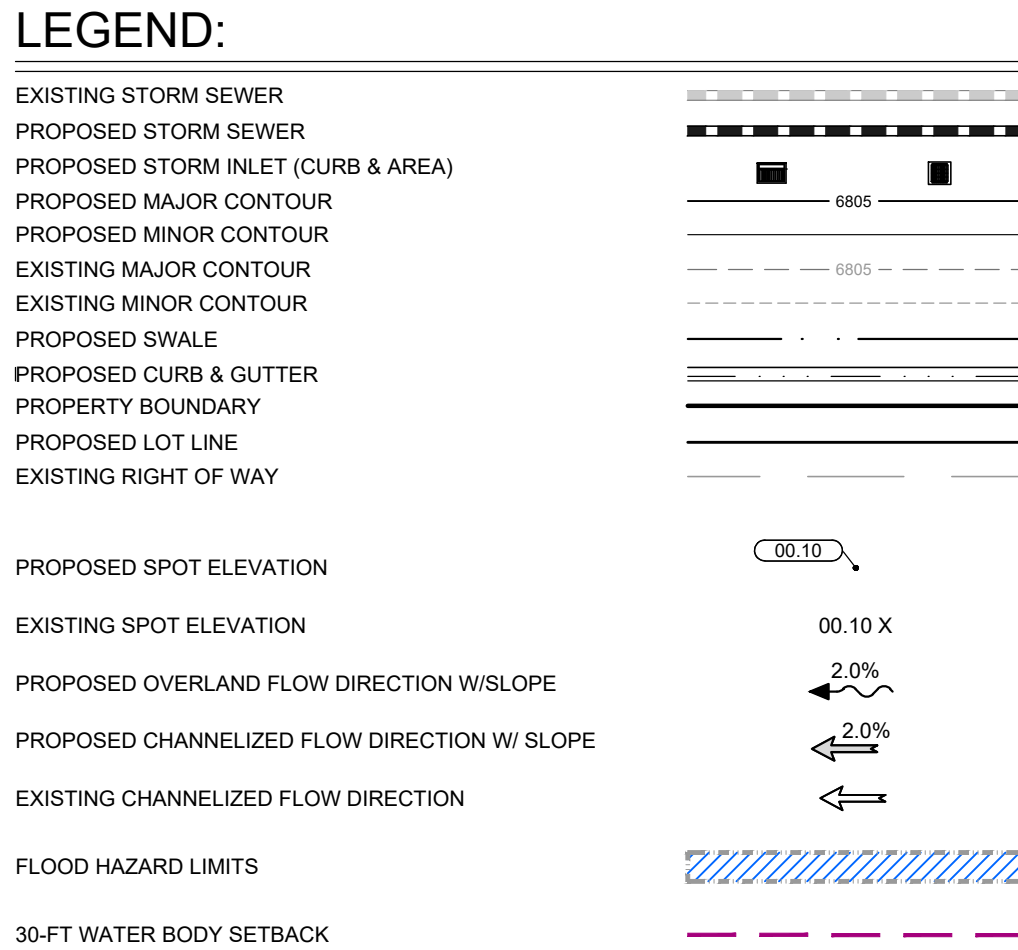 LEGEND:
EXISTING STORM SEWER
PROPOSED STORM SEWER
PROPOSED STORM INLET (CURB & AREA)
PROPOSED MAJOR CONTOUR 6805
PROPOSED MINOR CONTOUR
EXISTING MAJOR CONTOUR 6805
EXISTING MINOR CONTOUR
PROPOSED SWALE
PROPOSED CURB & GUTTER
PROPERTY BOUNDARY
PROPOSED LOT LINE
EXISTING RIGHT OF WAY
PROPOSED SPOT ELEVATION 00.10
EXISTING SPOT ELEVATION 00.10 X
PROPOSED OVERLAND FLOW DIRECTION W/SLOPE 2.0%
PROPOSED CHANNELIZED FLOW DIRECTION W/ SLOPE 2.0%
EXISTING CHANNELIZED FLOW DIRECTION
FLOOD HAZARD LIMITS
30-FT WATER BODY SETBACK